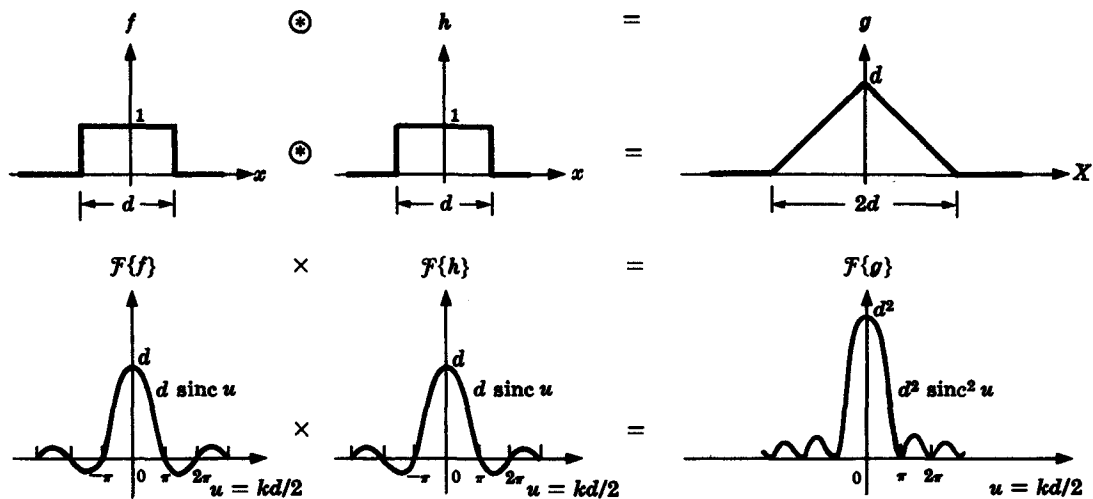 f ⊛ h = g
d
1 1
⊛ =
x x X
d d 2d
ℱ{f} × ℱ{h} = ℱ{g}
d² 
d d
d sinc u d sinc u d² sinc² u
× =
−π 0 π 2π −π 0 π 2π 0 π 2π
u = kd/2 u = kd/2 u = kd/2